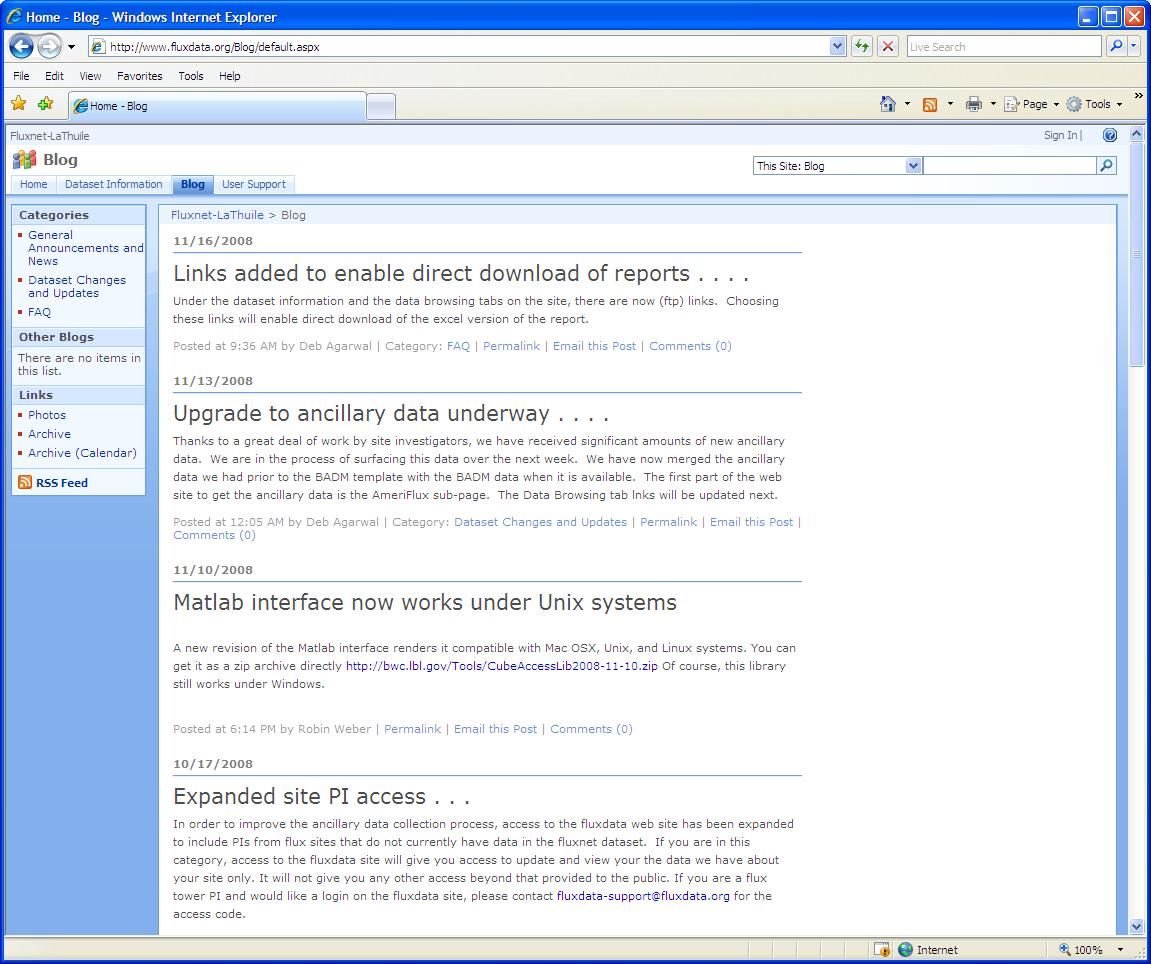 Home - Blog - Windows Internet Explorer
http://www.fluxdata.org/Blog/default.aspx
Live Search
File Edit View Favorites Tools Help
Home - Blog
Page Tools »
Fluxnet-LaThuile
Sign In |
Blog
This Site: Blog
Home Dataset Information Blog User Support
Categories
General
Announcements and
News
Dataset Changes
and Updates
FAQ
Other Blogs
There are no items in
this list.
Links
Photos
Archive
Archive (Calendar)
RSS Feed
Fluxnet-LaThuile > Blog
11/16/2008
Links added to enable direct download of reports . . . .
Under the dataset information and the data browsing tabs on the site, there are now (ftp) links.  Choosing
these links will enable direct download of the excel version of the report.
Posted at 9:36 AM by Deb Agarwal | Category: FAQ | Permalink | Email this Post | Comments (0)
11/13/2008
Upgrade to ancillary data underway . . . .
Thanks to a great deal of work by site investigators, we have received significant amounts of new ancillary
data.  We are in the process of surfacing this data over the next week.  We have now merged the ancillary
data we had prior to the BADM template with the BADM data when it is available.  The first part of the web
site to get the ancillary data is the AmeriFlux sub-page.  The Data Browsing tab lnks will be updated next.
Posted at 12:05 AM by Deb Agarwal | Category: Dataset Changes and Updates | Permalink | Email this Post |
Comments (0)
11/10/2008
Matlab interface now works under Unix systems
A new revision of the Matlab interface renders it compatible with Mac OSX, Unix, and Linux systems. You can
get it as a zip archive directly http://bwc.lbl.gov/Tools/CubeAccessLib2008-11-10.zip Of course, this library
still works under Windows.
Posted at 6:14 PM by Robin Weber | Permalink | Email this Post | Comments (0)
10/17/2008
Expanded site PI access . . .
In order to improve the ancillary data collection process, access to the fluxdata web site has been expanded
to include PIs from flux sites that do not currently have data in the fluxnet dataset.  If you are in this
category, access to the fluxdata site will give you access to update and view your the data we have about
your site only. It will not give you any other access beyond that provided to the public. If you are a flux
tower PI and would like a login on the fluxdata site, please contact fluxdata-support@fluxdata.org for the
access code.
Internet
100%